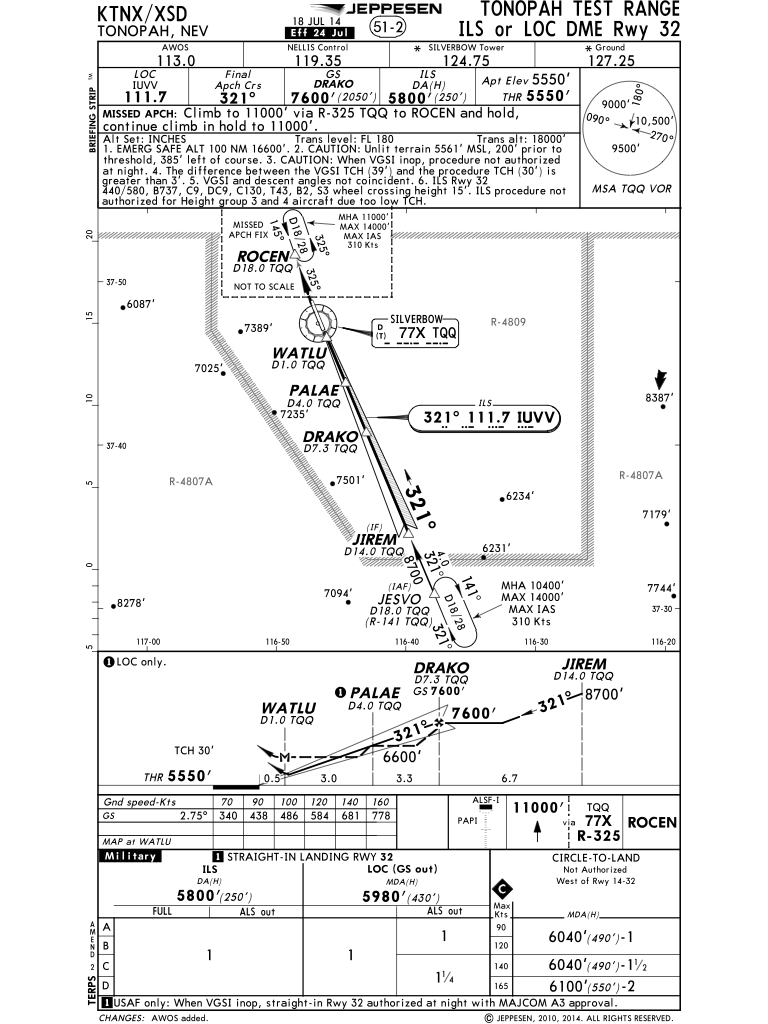 KTNX/XSD
TONOPAH, NEV
JEPPESEN
18 JUL 14
Eff 24 Jul
51-2
TONOPAH TEST RANGE
ILS or LOC DME Rwy 32
BRIEFING STRIP ™
AWOS
113.0
NELLIS Control
119.35
* SILVERBOW Tower
124.75
* Ground
127.25
LOC
IUVV
111.7
Final
Apch Crs
321°
GS
DRAKO
7600' (2050')
ILS
DA(H)
5800' (250')
Apt Elev 5550'
THR 5550'
MISSED APCH: Climb to 11000' via R-325 TQQ to ROCEN and hold,
continue climb in hold to 11000'.
Alt Set: INCHES Trans level: FL 180 Trans alt: 18000'
1. EMERG SAFE ALT 100 NM 16600'. 2. CAUTION: Unlit terrain 5561' MSL, 200' prior to
threshold, 385' left of course. 3. CAUTION: When VGSI inop, procedure not authorized
at night. 4. The difference between the VGSI TCH (39') and the procedure TCH (30') is
greater than 3'. 5. VGSI and descent angles not coincident. 6. ILS Rwy 32
440/580, B737, C9, DC9, C130, T43, B2, S3 wheel crossing height 15'. ILS procedure not
authorized for Height group 3 and 4 aircraft due too low TCH.
9000'
180°
090°
10,500'
270°
9500'
MSA TQQ VOR
MISSED
APCH FIX
145°
D18/28
325°
MHA 11000'
MAX 14000'
MAX IAS
310 Kts
ROCEN
D18.0 TQQ
325°
NOT TO SCALE
20
15
10
5
0
5
37-50
37-40
37-30
6087'
7389'
SILVERBOW
D
(T)
77X TQQ
R-4809
WATLU
D1.0 TQQ
7025'
PALAE
D4.0 TQQ
7235'
8387'
ILS
321° 111.7 IUVV
DRAKO
D7.3 TQQ
R-4807A
7501'
R-4807A
6234'
321°
7179'
(IF)
JIREM
D14.0 TQQ
6231'
8700
4.0
321°
(IAF)
JESVO
D18.0 TQQ
(R-141 TQQ)
141°
D18/28
321°
MHA 10400'
MAX 14000'
MAX IAS
310 Kts
7094'
8278'
7744'
117-00
116-50
116-40
116-30
116-20
1 LOC only.
WATLU
D1.0 TQQ
1 PALAE
D4.0 TQQ
DRAKO
D7.3 TQQ
GS 7600'
JIREM
D14.0 TQQ
8700'
321°
7600'
321°
6600'
M
TCH 30'
THR 5550'
0.5
3.0
3.3
6.7
Gnd speed-Kts 70 90 100 120 140 160
GS 2.75° 340 438 486 584 681 778
MAP at WATLU
ALSF-I
PAPI
11000'
via
TQQ
77X
R-325
ROCEN
Military
1 STRAIGHT-IN LANDING RWY 32
CIRCLE-TO-LAND
Not Authorized
West of Rwy 14-32
ILS
DA(H)
5800' (250')
LOC (GS out)
MDA(H)
5980' (430')
C
FULL
ALS out
ALS out
Max
Kts
MDA(H)
A
B
C
D
1
1
1
1¼
90
120
140
165
6040' (490')-1
6040' (490')-1½
6100' (550')-2
TERPS AMEND 2
1 USAF only: When VGSI inop, straight-in Rwy 32 authorized at night with MAJCOM A3 approval.
CHANGES: AWOS added.
© JEPPESEN, 2010, 2014. ALL RIGHTS RESERVED.